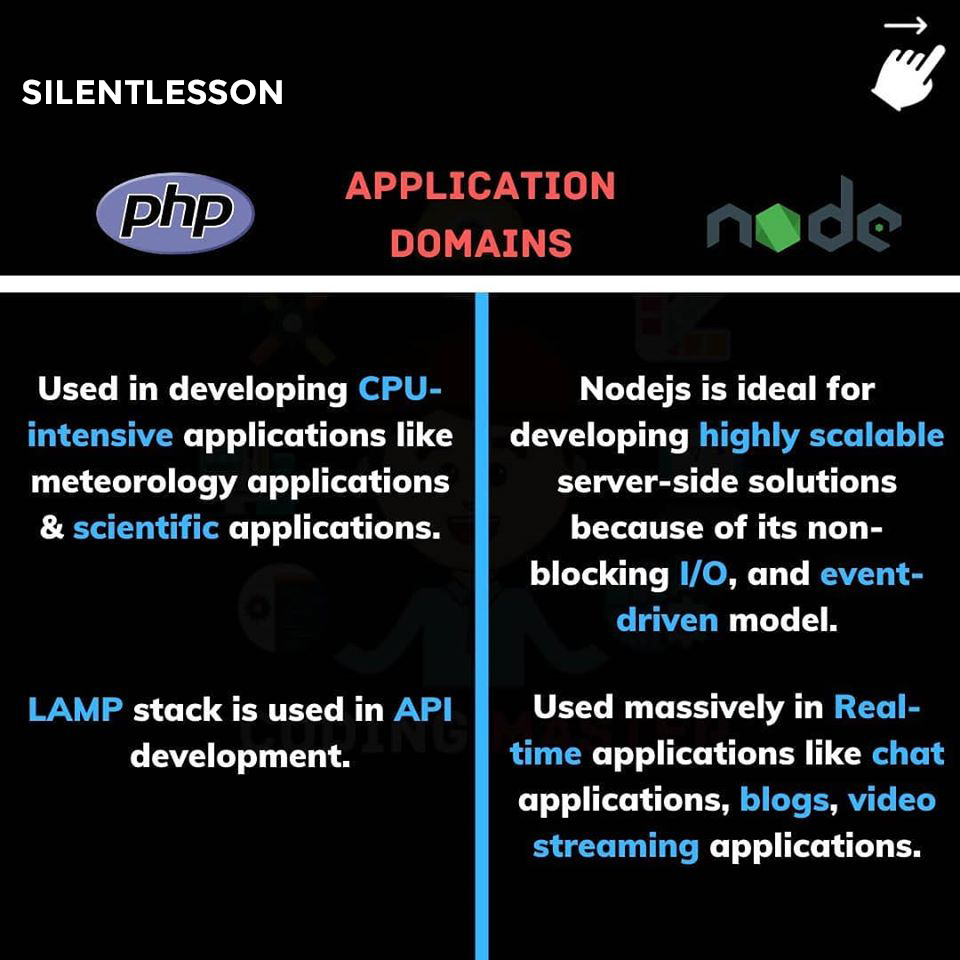 SILENTLESSON
php
APPLICATION
DOMAINS
node
Used in developing CPU-
intensive applications like
meteorology applications
& scientific applications.
LAMP stack is used in API
development.
Nodejs is ideal for
developing highly scalable
server-side solutions
because of its non-
blocking I/O, and event-
driven model.
Used massively in Real-
time applications like chat
applications, blogs, video
streaming applications.